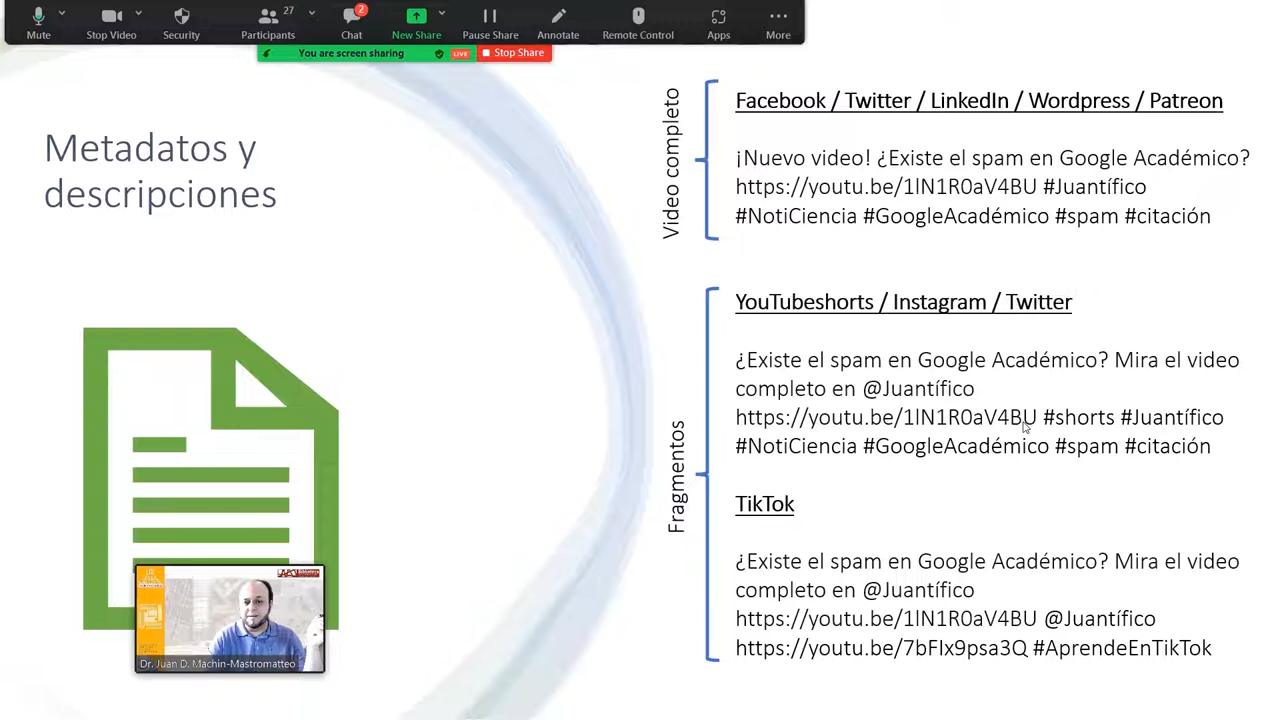 Mute
Stop Video
Security
Participants
27
Chat
2
New Share
Pause Share
Annotate
Remote Control
Apps
More
You are screen sharing
LIVE
Stop Share
Metadatos y
descripciones
Video completo
Facebook / Twitter / LinkedIn / Wordpress / Patreon
¡Nuevo video! ¿Existe el spam en Google Académico?
https://youtu.be/1lN1R0aV4BU #Juantífico
#NotiCiencia #GoogleAcadémico #spam #citación
Fragmentos
YouTubeshorts / Instagram / Twitter
¿Existe el spam en Google Académico? Mira el video
completo en @Juantífico
https://youtu.be/1lN1R0aV4BU #shorts #Juantífico
#NotiCiencia #GoogleAcadémico #spam #citación
TikTok
¿Existe el spam en Google Académico? Mira el video
completo en @Juantífico
https://youtu.be/1lN1R0aV4BU @Juantífico
https://youtu.be/7bFIx9psa3Q #AprendeEnTikTok
Dr. Juan D. Machin-Mastromatteo